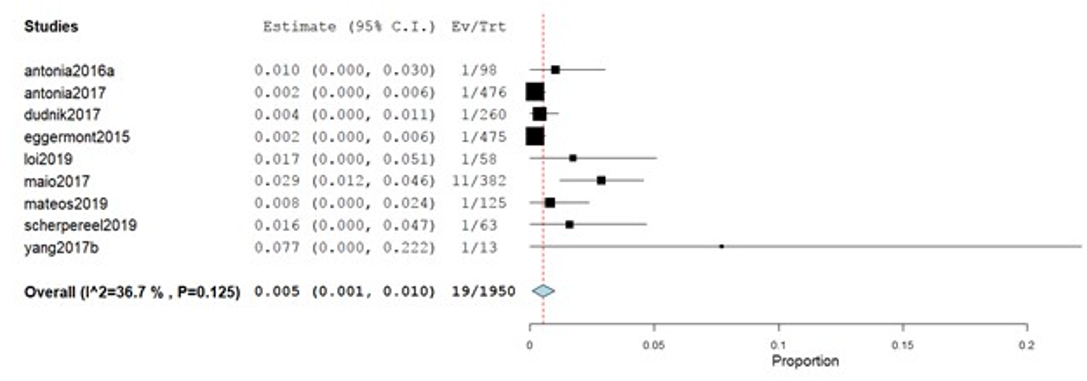 Studies Estimate (95% C.I.) Ev/Trt
antonia2016a 0.010 (0.000, 0.030) 1/98
antonia2017 0.002 (0.000, 0.006) 1/476
dudnik2017 0.004 (0.000, 0.011) 1/260
eggermont2015 0.002 (0.000, 0.006) 1/475
loi2019 0.017 (0.000, 0.051) 1/58
maio2017 0.029 (0.012, 0.046) 11/382
mateos2019 0.008 (0.000, 0.024) 1/125
scherpereel2019 0.016 (0.000, 0.047) 1/63
yang2017b 0.077 (0.000, 0.222) 1/13
Overall (I^2=36.7 % , P=0.125) 0.005 (0.001, 0.010) 19/1950
0 0.05 0.1 0.15 0.2
Proportion